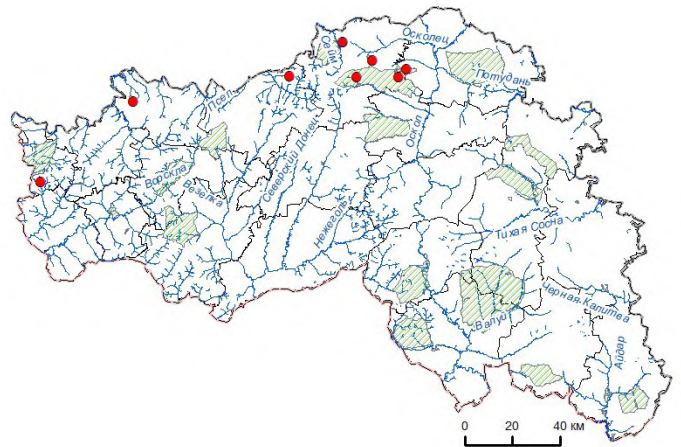 Осколец
Сейм
Потудань
Псел
Оскол
Северский Донец
Ворскла
Везелка
Нежеголь
Тихая Сосна
Черная Калитва
Валуй
Айдар
0 20 40 км